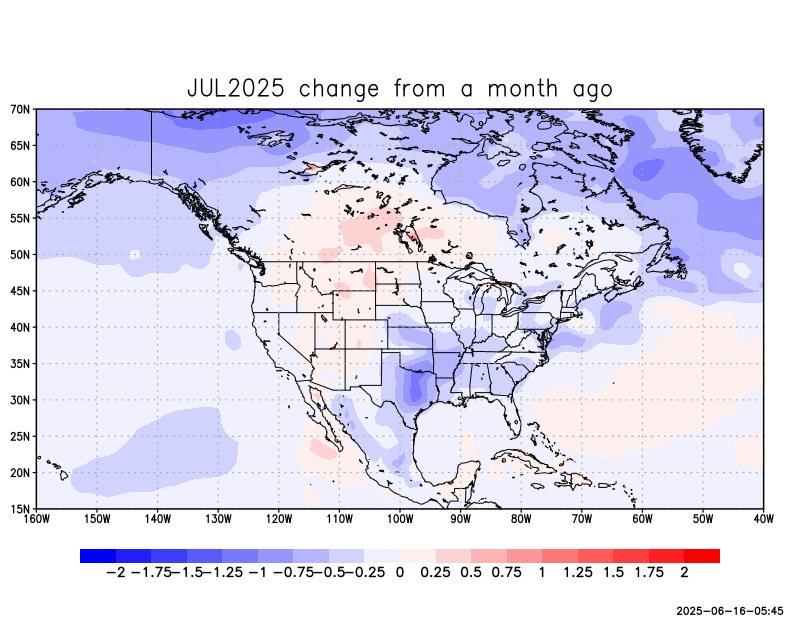 JUL2025 change from a month ago
70N
65N
60N
55N
50N
45N
40N
35N
30N
25N
20N
15N
160W 150W 140W 130W 120W 110W 100W 90W 80W 70W 60W 50W 40W
−2 −1.75 −1.5 −1.25 −1 −0.75 −0.5 −0.25 0 0.25 0.5 0.75 1 1.25 1.5 1.75 2
2025-06-16-05:45